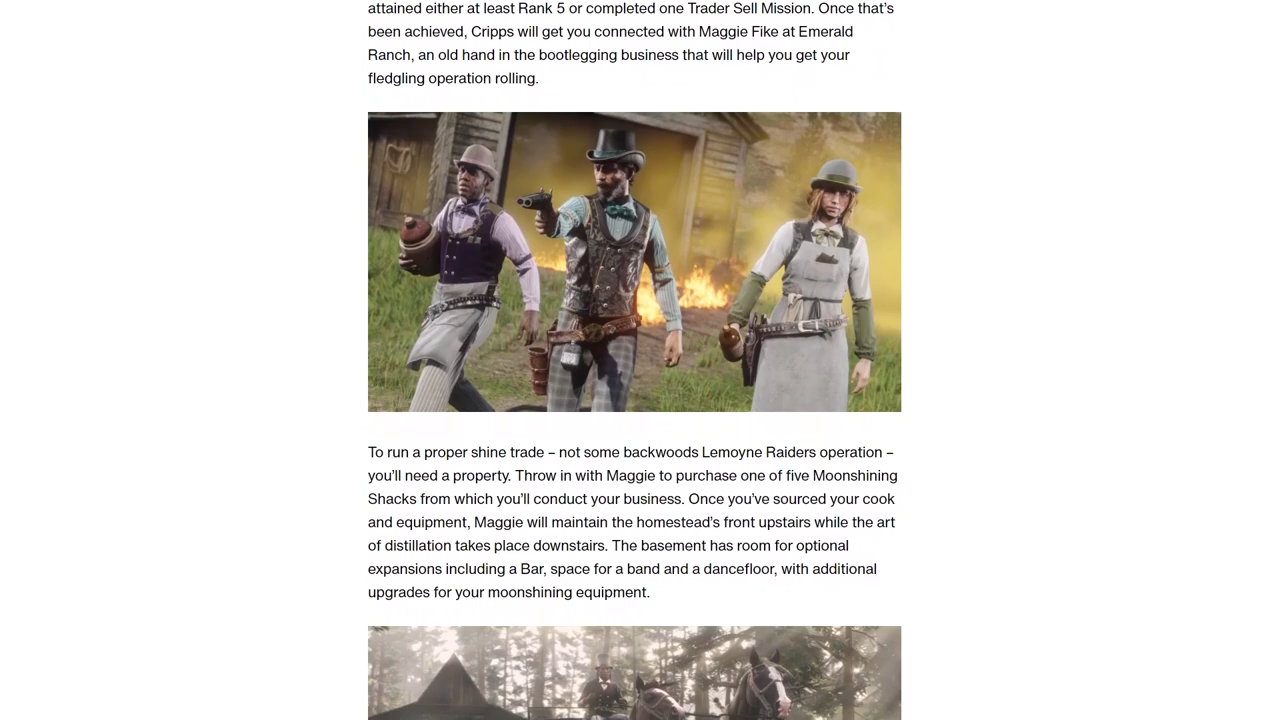 attained either at least Rank 5 or completed one Trader Sell Mission. Once that’s
been achieved, Cripps will get you connected with Maggie Fike at Emerald
Ranch, an old hand in the bootlegging business that will help you get your
fledgling operation rolling.
To run a proper shine trade – not some backwoods Lemoyne Raiders operation –
you’ll need a property. Throw in with Maggie to purchase one of five Moonshining
Shacks from which you’ll conduct your business. Once you’ve sourced your cook
and equipment, Maggie will maintain the homestead’s front upstairs while the art
of distillation takes place downstairs. The basement has room for optional
expansions including a Bar, space for a band and a dancefloor, with additional
upgrades for your moonshining equipment.